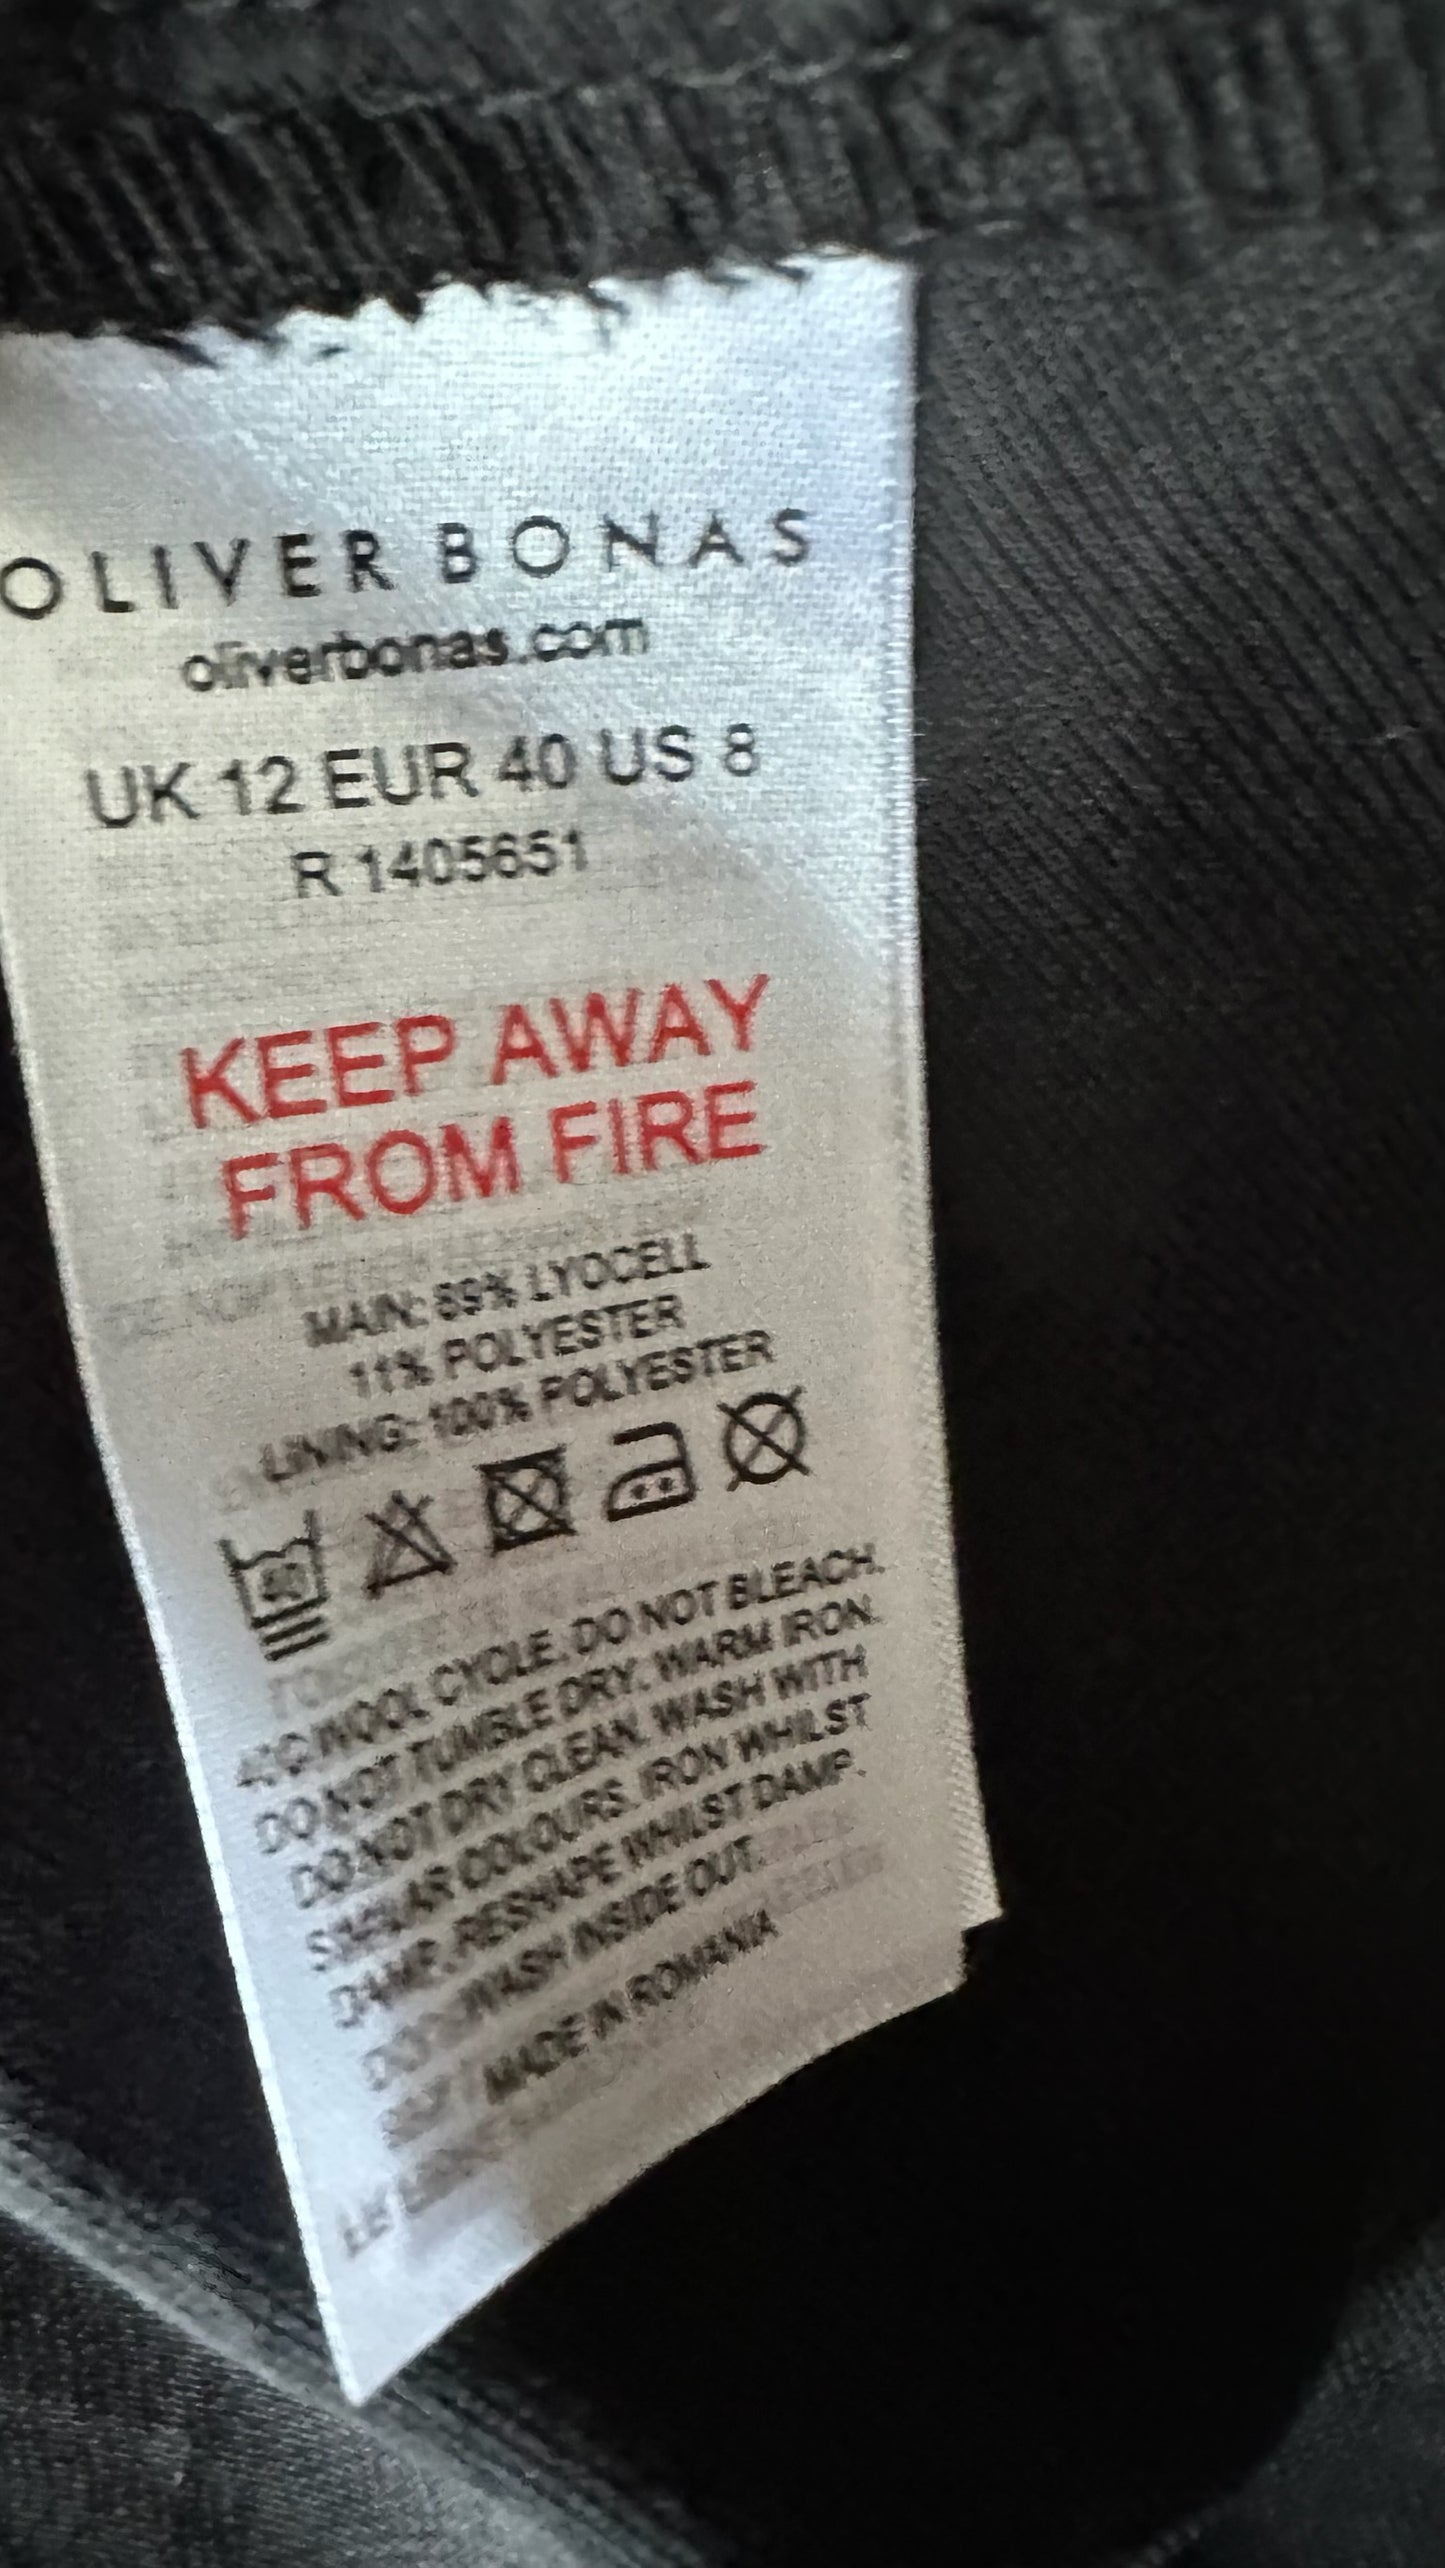 OLIVER BONAS
oliverbonas.com
UK 12 EUR 40 US 8
R 1405651
KEEP AWAY
FROM FIRE
MAIN: 89% LYOCELL
11% POLYESTER
LINING: 100% POLYESTER
40
WOOL CYCLE. DO NOT BLEACH.
DO NOT TUMBLE DRY. WARM IRON.
DO NOT DRY CLEAN. WASH WITH
SIMILAR COLOURS. IRON WHILST
DAMP. RESHAPE WHILST DAMP.
WASH INSIDE OUT.
MADE IN ROMANIA